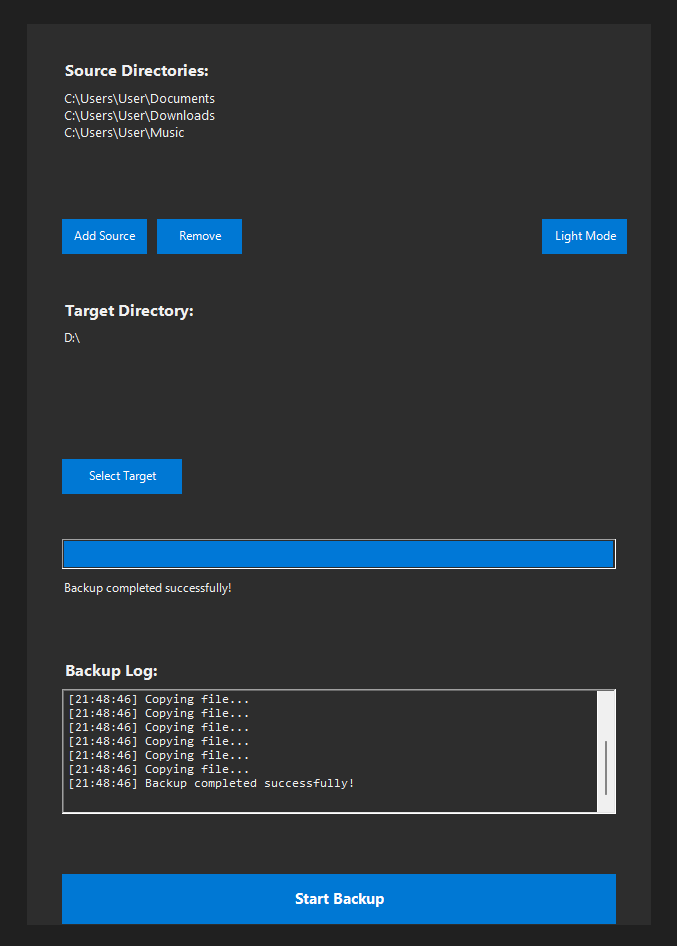 Source Directories:
C:\Users\User\Documents
C:\Users\User\Downloads
C:\Users\User\Music
Add Source
Remove
Light Mode
Target Directory:
D:\
Select Target
Backup completed successfully!
Backup Log:
[21:48:46] Copying file...
[21:48:46] Copying file...
[21:48:46] Copying file...
[21:48:46] Copying file...
[21:48:46] Copying file...
[21:48:46] Copying file...
[21:48:46] Backup completed successfully!
Start Backup